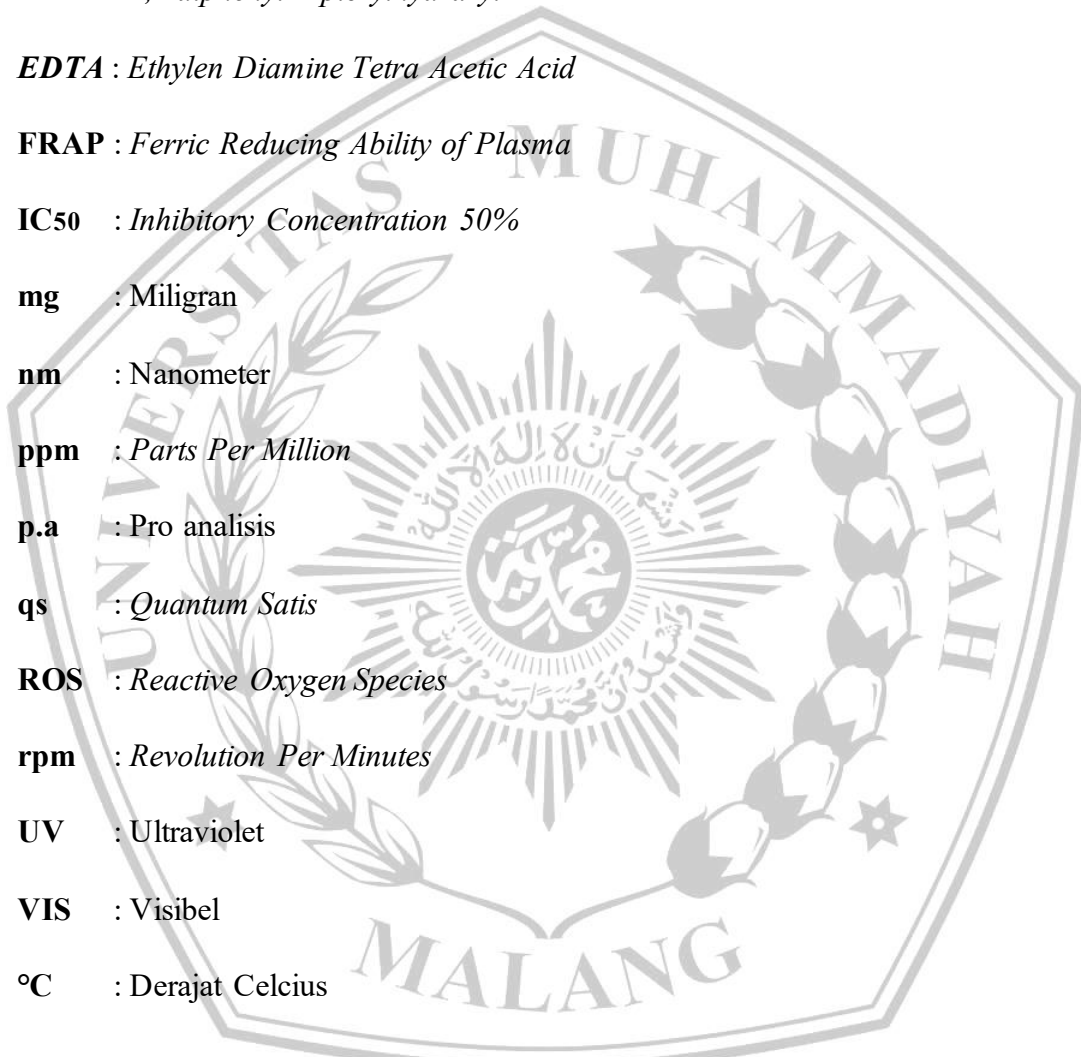 EDTA : Ethylen Diamine Tetra Acetic Acid
FRAP : Ferric Reducing Ability of Plasma
IC50 : Inhibitory Concentration 50%
mg : Miligran
nm : Nanometer
ppm : Parts Per Million
p.a : Pro analisis
qs : Quantum Satis
ROS : Reactive Oxygen Species
rpm : Revolution Per Minutes
UV : Ultraviolet
VIS : Visibel
°C : Derajat Celcius
UNIVERSITAS MUHAMMADIYAH
MALANG